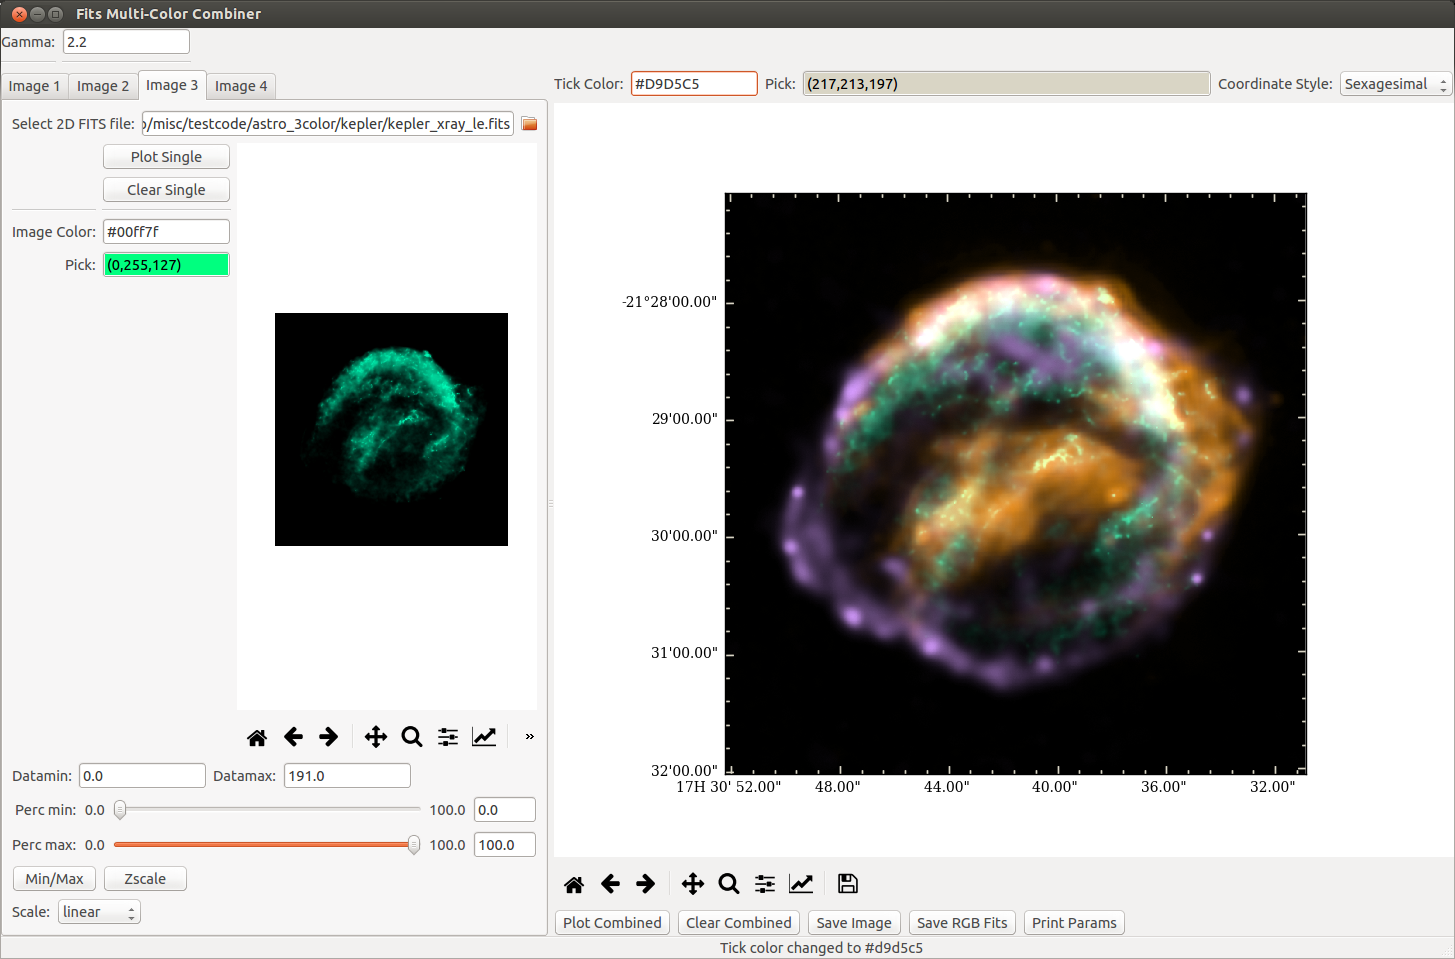 Fits Multi-Color Combiner
Gamma: 2.2
Image 1 Image 2 Image 3 Image 4
Tick Color: #D9D5C5 Pick: (217,213,197) Coordinate Style: Sexagesimal
Select 2D FITS file: o/misc/testcode/astro_3color/kepler/kepler_xray_le.fits
Plot Single
Clear Single
Image Color: #00ff7f
Pick: (0,255,127)
-21°28'00.00"
29'00.00"
30'00.00"
31'00.00"
32'00.00"
17H 30' 52.00" 48.00" 44.00" 40.00" 36.00" 32.00"
»
Datamin: 0.0 Datamax: 191.0
Perc min: 0.0 100.0 0.0
Perc max: 0.0 100.0 100.0
Min/Max Zscale
Scale: linear
Plot Combined Clear Combined Save Image Save RGB Fits Print Params
Tick color changed to #d9d5c5